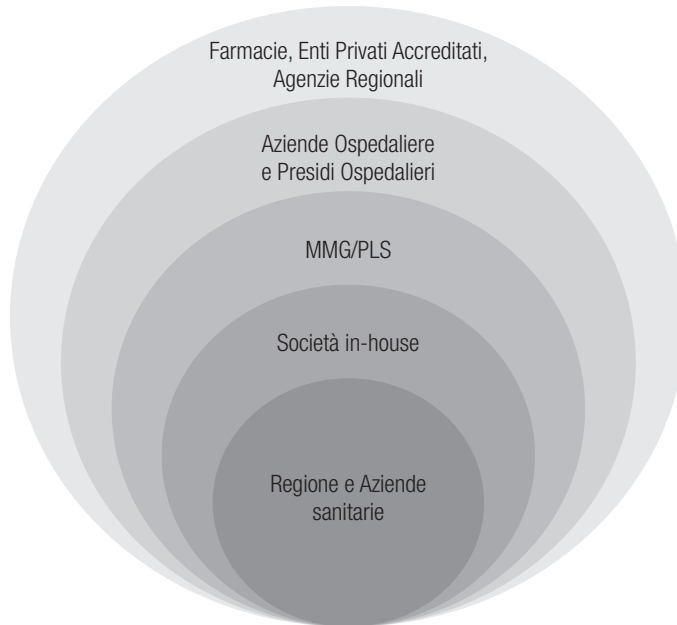 Farmacie, Enti Privati Accreditati,
Agenzie Regionali
Aziende Ospedaliere
e Presidi Ospedalieri
MMG/PLS
Società in-house
Regione e Aziende
sanitarie